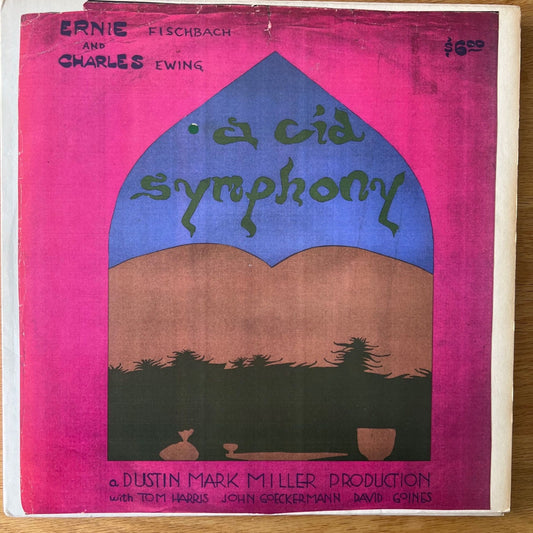 ERNIE FISCHBACH
AND
CHARLES EWING
$6.00
a cid
symphony
a DUSTIN MARK MILLER PRODUCTION
with TOM HARRIS JOHN GOECKERMANN DAVID GOINES